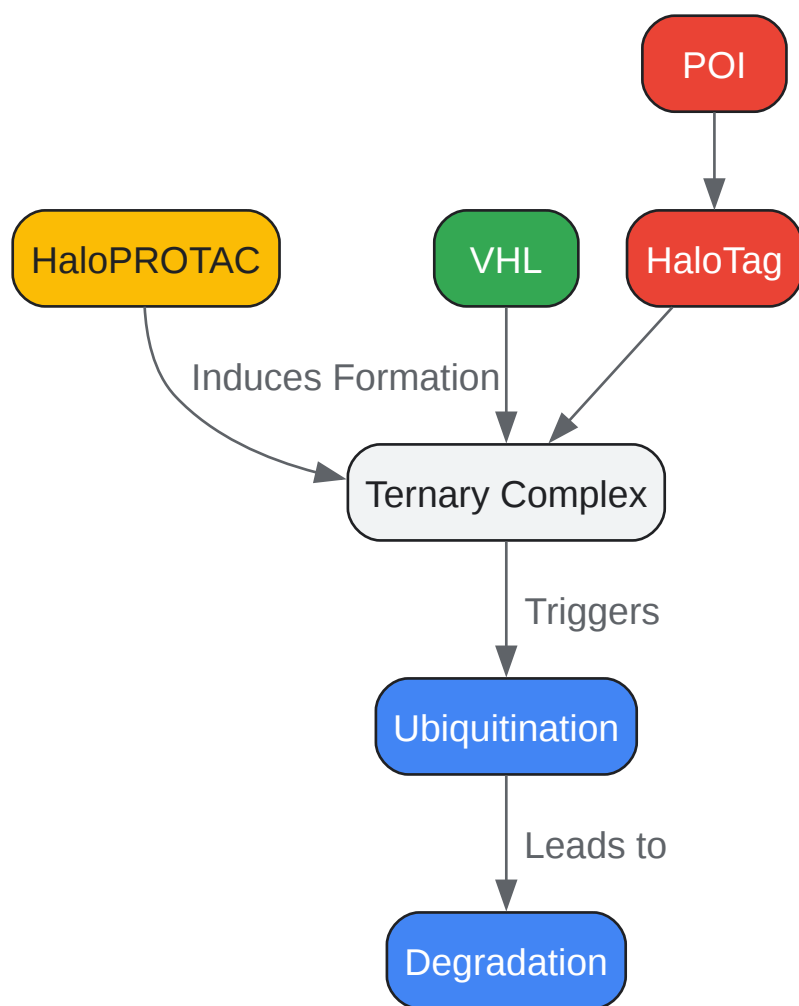 POI
HaloPROTAC
VHL
HaloTag
Induces Formation
Ternary Complex
Triggers
Ubiquitination
Leads to
Degradation